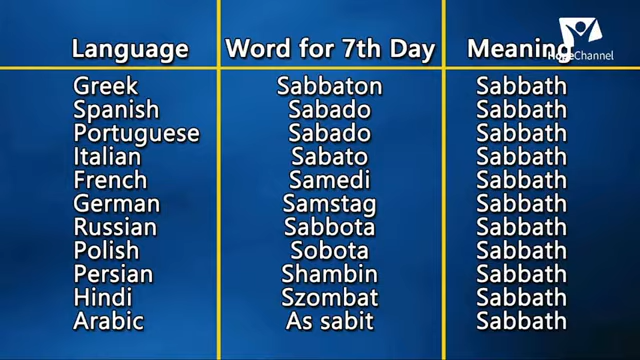 Language Word for 7th Day Meaning
HopeChannel
Greek Sabbaton Sabbath
Spanish Sabado Sabbath
Portuguese Sabado Sabbath
Italian Sabato Sabbath
French Samedi Sabbath
German Samstag Sabbath
Russian Sabbota Sabbath
Polish Sobota Sabbath
Persian Shambin Sabbath
Hindi Szombat Sabbath
Arabic As sabit Sabbath